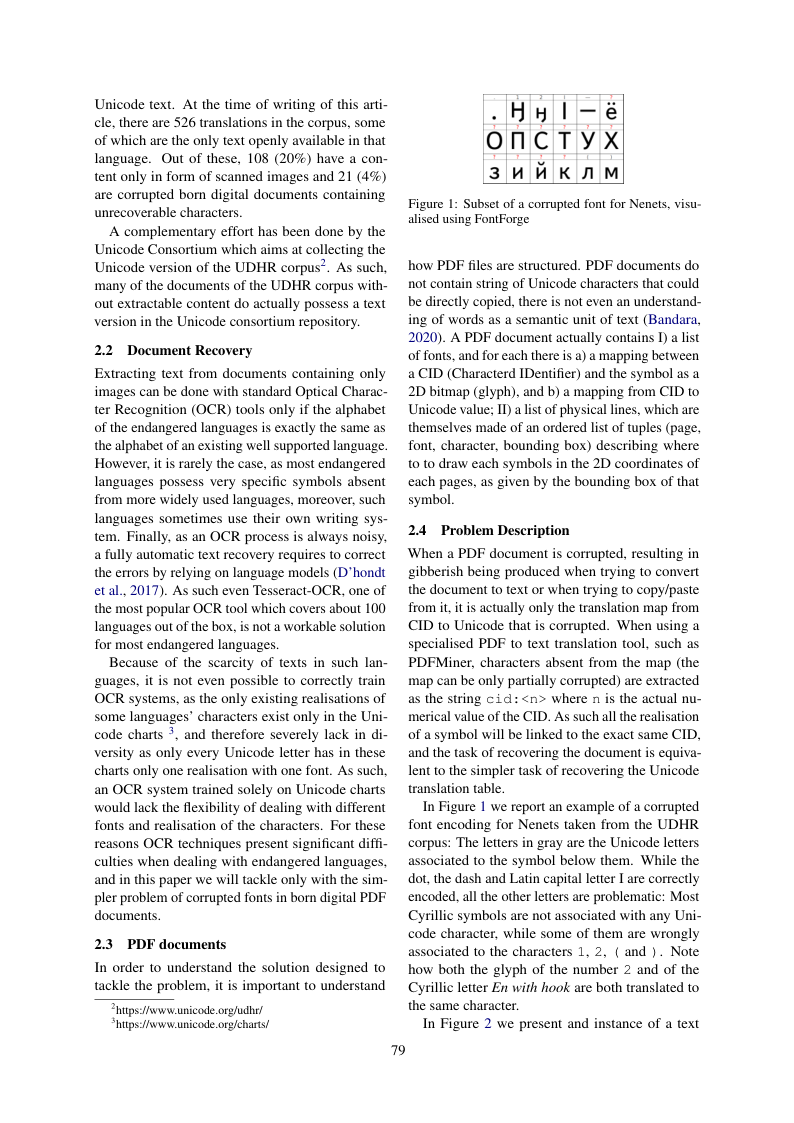 Unicode text. At the time of writing of this arti-
cle, there are 526 translations in the corpus, some
of which are the only text openly available in that
language. Out of these, 108 (20%) have a con-
tent only in form of scanned images and 21 (4%)
are corrupted born digital documents containing
unrecoverable characters.
A complementary effort has been done by the
Unicode Consortium which aims at collecting the
Unicode version of the UDHR corpus2. As such,
many of the documents of the UDHR corpus with-
out extractable content do actually possess a text
version in the Unicode consortium repository.
2.2 Document Recovery
Extracting text from documents containing only
images can be done with standard Optical Charac-
ter Recognition (OCR) tools only if the alphabet
of the endangered languages is exactly the same as
the alphabet of an existing well supported language.
However, it is rarely the case, as most endangered
languages possess very specific symbols absent
from more widely used languages, moreover, such
languages sometimes use their own writing sys-
tem. Finally, as an OCR process is always noisy,
a fully automatic text recovery requires to correct
the errors by relying on language models (D'hondt
et al., 2017). As such even Tesseract-OCR, one of
the most popular OCR tool which covers about 100
languages out of the box, is not a workable solution
for most endangered languages.
Because of the scarcity of texts in such lan-
guages, it is not even possible to correctly train
OCR systems, as the only existing realisations of
some languages' characters exist only in the Uni-
code charts 3, and therefore severely lack in di-
versity as only every Unicode letter has in these
charts only one realisation with one font. As such,
an OCR system trained solely on Unicode charts
would lack the flexibility of dealing with different
fonts and realisation of the characters. For these
reasons OCR techniques present significant diffi-
culties when dealing with endangered languages,
and in this paper we will tackle only with the sim-
pler problem of corrupted fonts in born digital PDF
documents.
2.3 PDF documents
In order to understand the solution designed to
tackle the problem, it is important to understand
2https://www.unicode.org/udhr/
3https://www.unicode.org/charts/
. Ӈ ӈ I — ё
О П С Т У Х
з и й к л м
Figure 1: Subset of a corrupted font for Nenets, visu-
alised using FontForge
how PDF files are structured. PDF documents do
not contain string of Unicode characters that could
be directly copied, there is not even an understand-
ing of words as a semantic unit of text (Bandara,
2020). A PDF document actually contains I) a list
of fonts, and for each there is a) a mapping between
a CID (Characterd IDentifier) and the symbol as a
2D bitmap (glyph), and b) a mapping from CID to
Unicode value; II) a list of physical lines, which are
themselves made of an ordered list of tuples (page,
font, character, bounding box) describing where
to to draw each symbols in the 2D coordinates of
each pages, as given by the bounding box of that
symbol.
2.4 Problem Description
When a PDF document is corrupted, resulting in
gibberish being produced when trying to convert
the document to text or when trying to copy/paste
from it, it is actually only the translation map from
CID to Unicode that is corrupted. When using a
specialised PDF to text translation tool, such as
PDFMiner, characters absent from the map (the
map can be only partially corrupted) are extracted
as the string cid:<n> where n is the actual nu-
merical value of the CID. As such all the realisation
of a symbol will be linked to the exact same CID,
and the task of recovering the document is equiva-
lent to the simpler task of recovering the Unicode
translation table.
In Figure 1 we report an example of a corrupted
font encoding for Nenets taken from the UDHR
corpus: The letters in gray are the Unicode letters
associated to the symbol below them. While the
dot, the dash and Latin capital letter I are correctly
encoded, all the other letters are problematic: Most
Cyrillic symbols are not associated with any Uni-
code character, while some of them are wrongly
associated to the characters 1, 2, ( and ). Note
how both the glyph of the number 2 and of the
Cyrillic letter En with hook are both translated to
the same character.
In Figure 2 we present and instance of a text
79